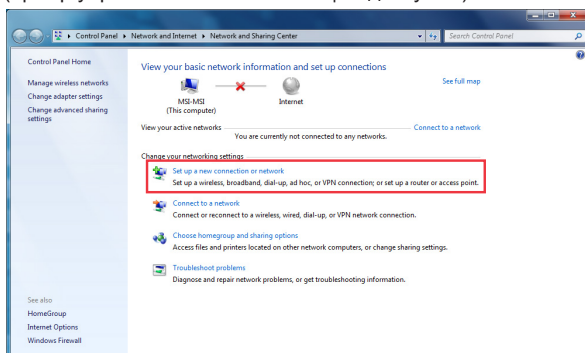 Control Panel ▸ Network and Internet ▸ Network and Sharing Center
Search Control Panel
Control Panel Home
Manage wireless networks
Change adapter settings
Change advanced sharing
settings
See also
HomeGroup
Internet Options
Windows Firewall
View your basic network information and set up connections
See full map
MSI-MSI
(This computer)
Internet
View your active networks
Connect to a network
You are currently not connected to any networks.
Change your networking settings
Set up a new connection or network
Set up a wireless, broadband, dial-up, ad hoc, or VPN connection; or set up a router or access point.
Connect to a network
Connect or reconnect to a wireless, wired, dial-up, or VPN network connection.
Choose homegroup and sharing options
Access files and printers located on other network computers, or change sharing settings.
Troubleshoot problems
Diagnose and repair network problems, or get troubleshooting information.